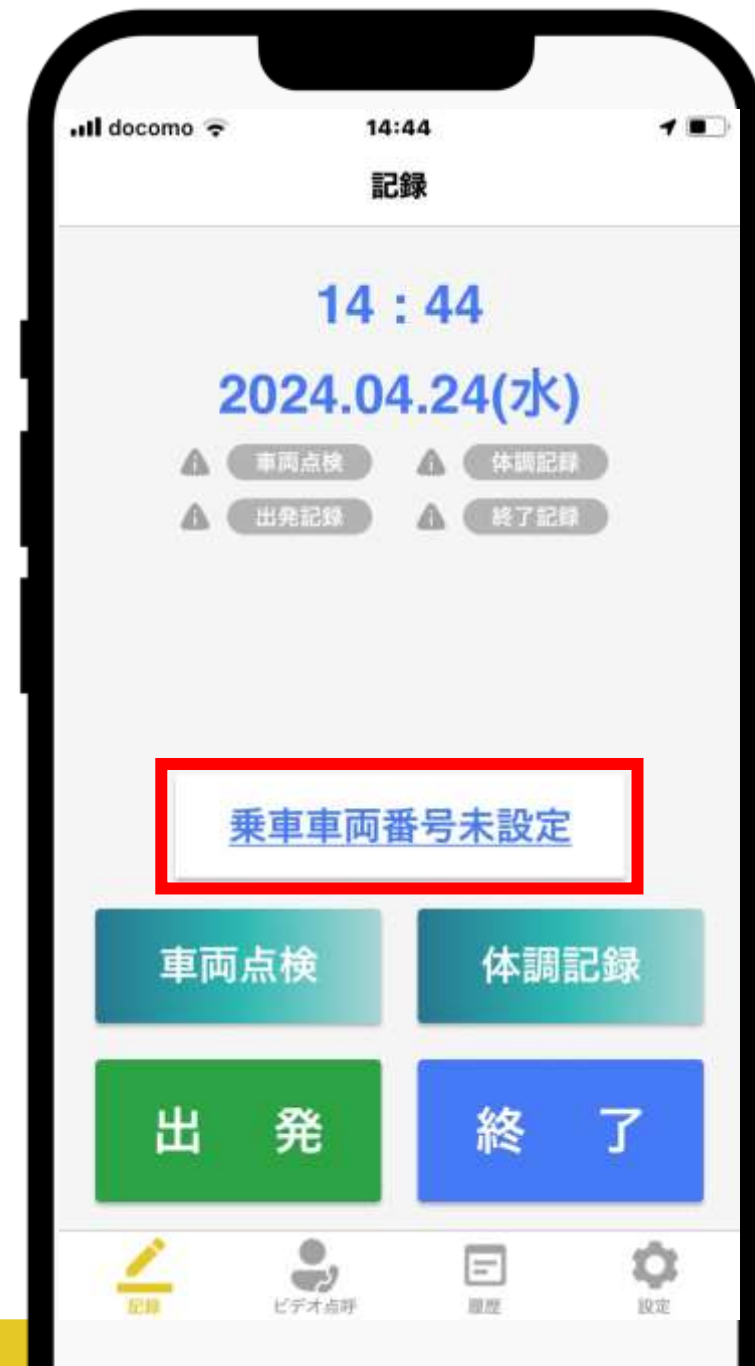 docomo 14:44
記録
14 : 44
2024.04.24(水)
車両点検 体調記録
出発記録 終了記録
乗車車両番号未設定
車両点検 体調記録
出 発 終 了
記録 ビデオ点呼 履歴 設定